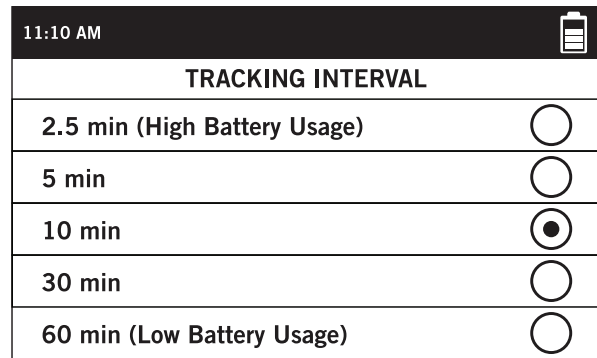 11:10 AM
TRACKING INTERVAL
2.5 min (High Battery Usage)
5 min
10 min
30 min
60 min (Low Battery Usage)